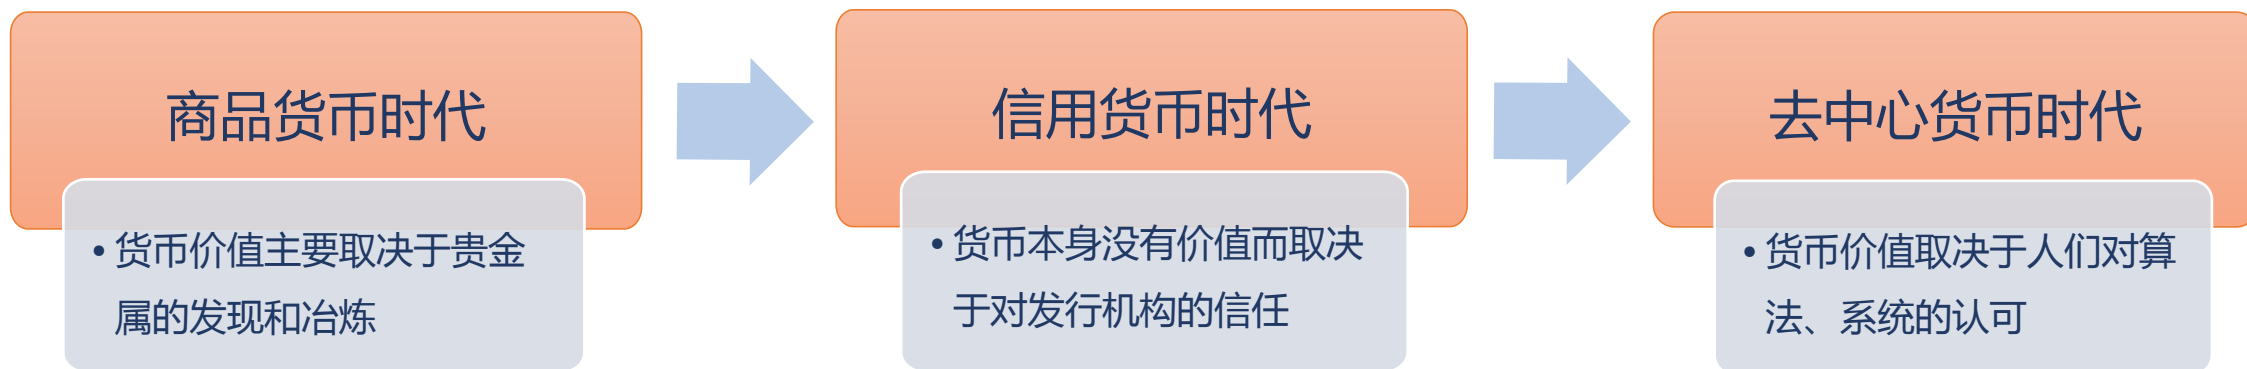 商品货币时代
• 货币价值主要取决于贵金
属的发现和冶炼
信用货币时代
• 货币本身没有价值而取决
于对发行机构的信任
去中心货币时代
• 货币价值取决于人们对算
法、系统的认可